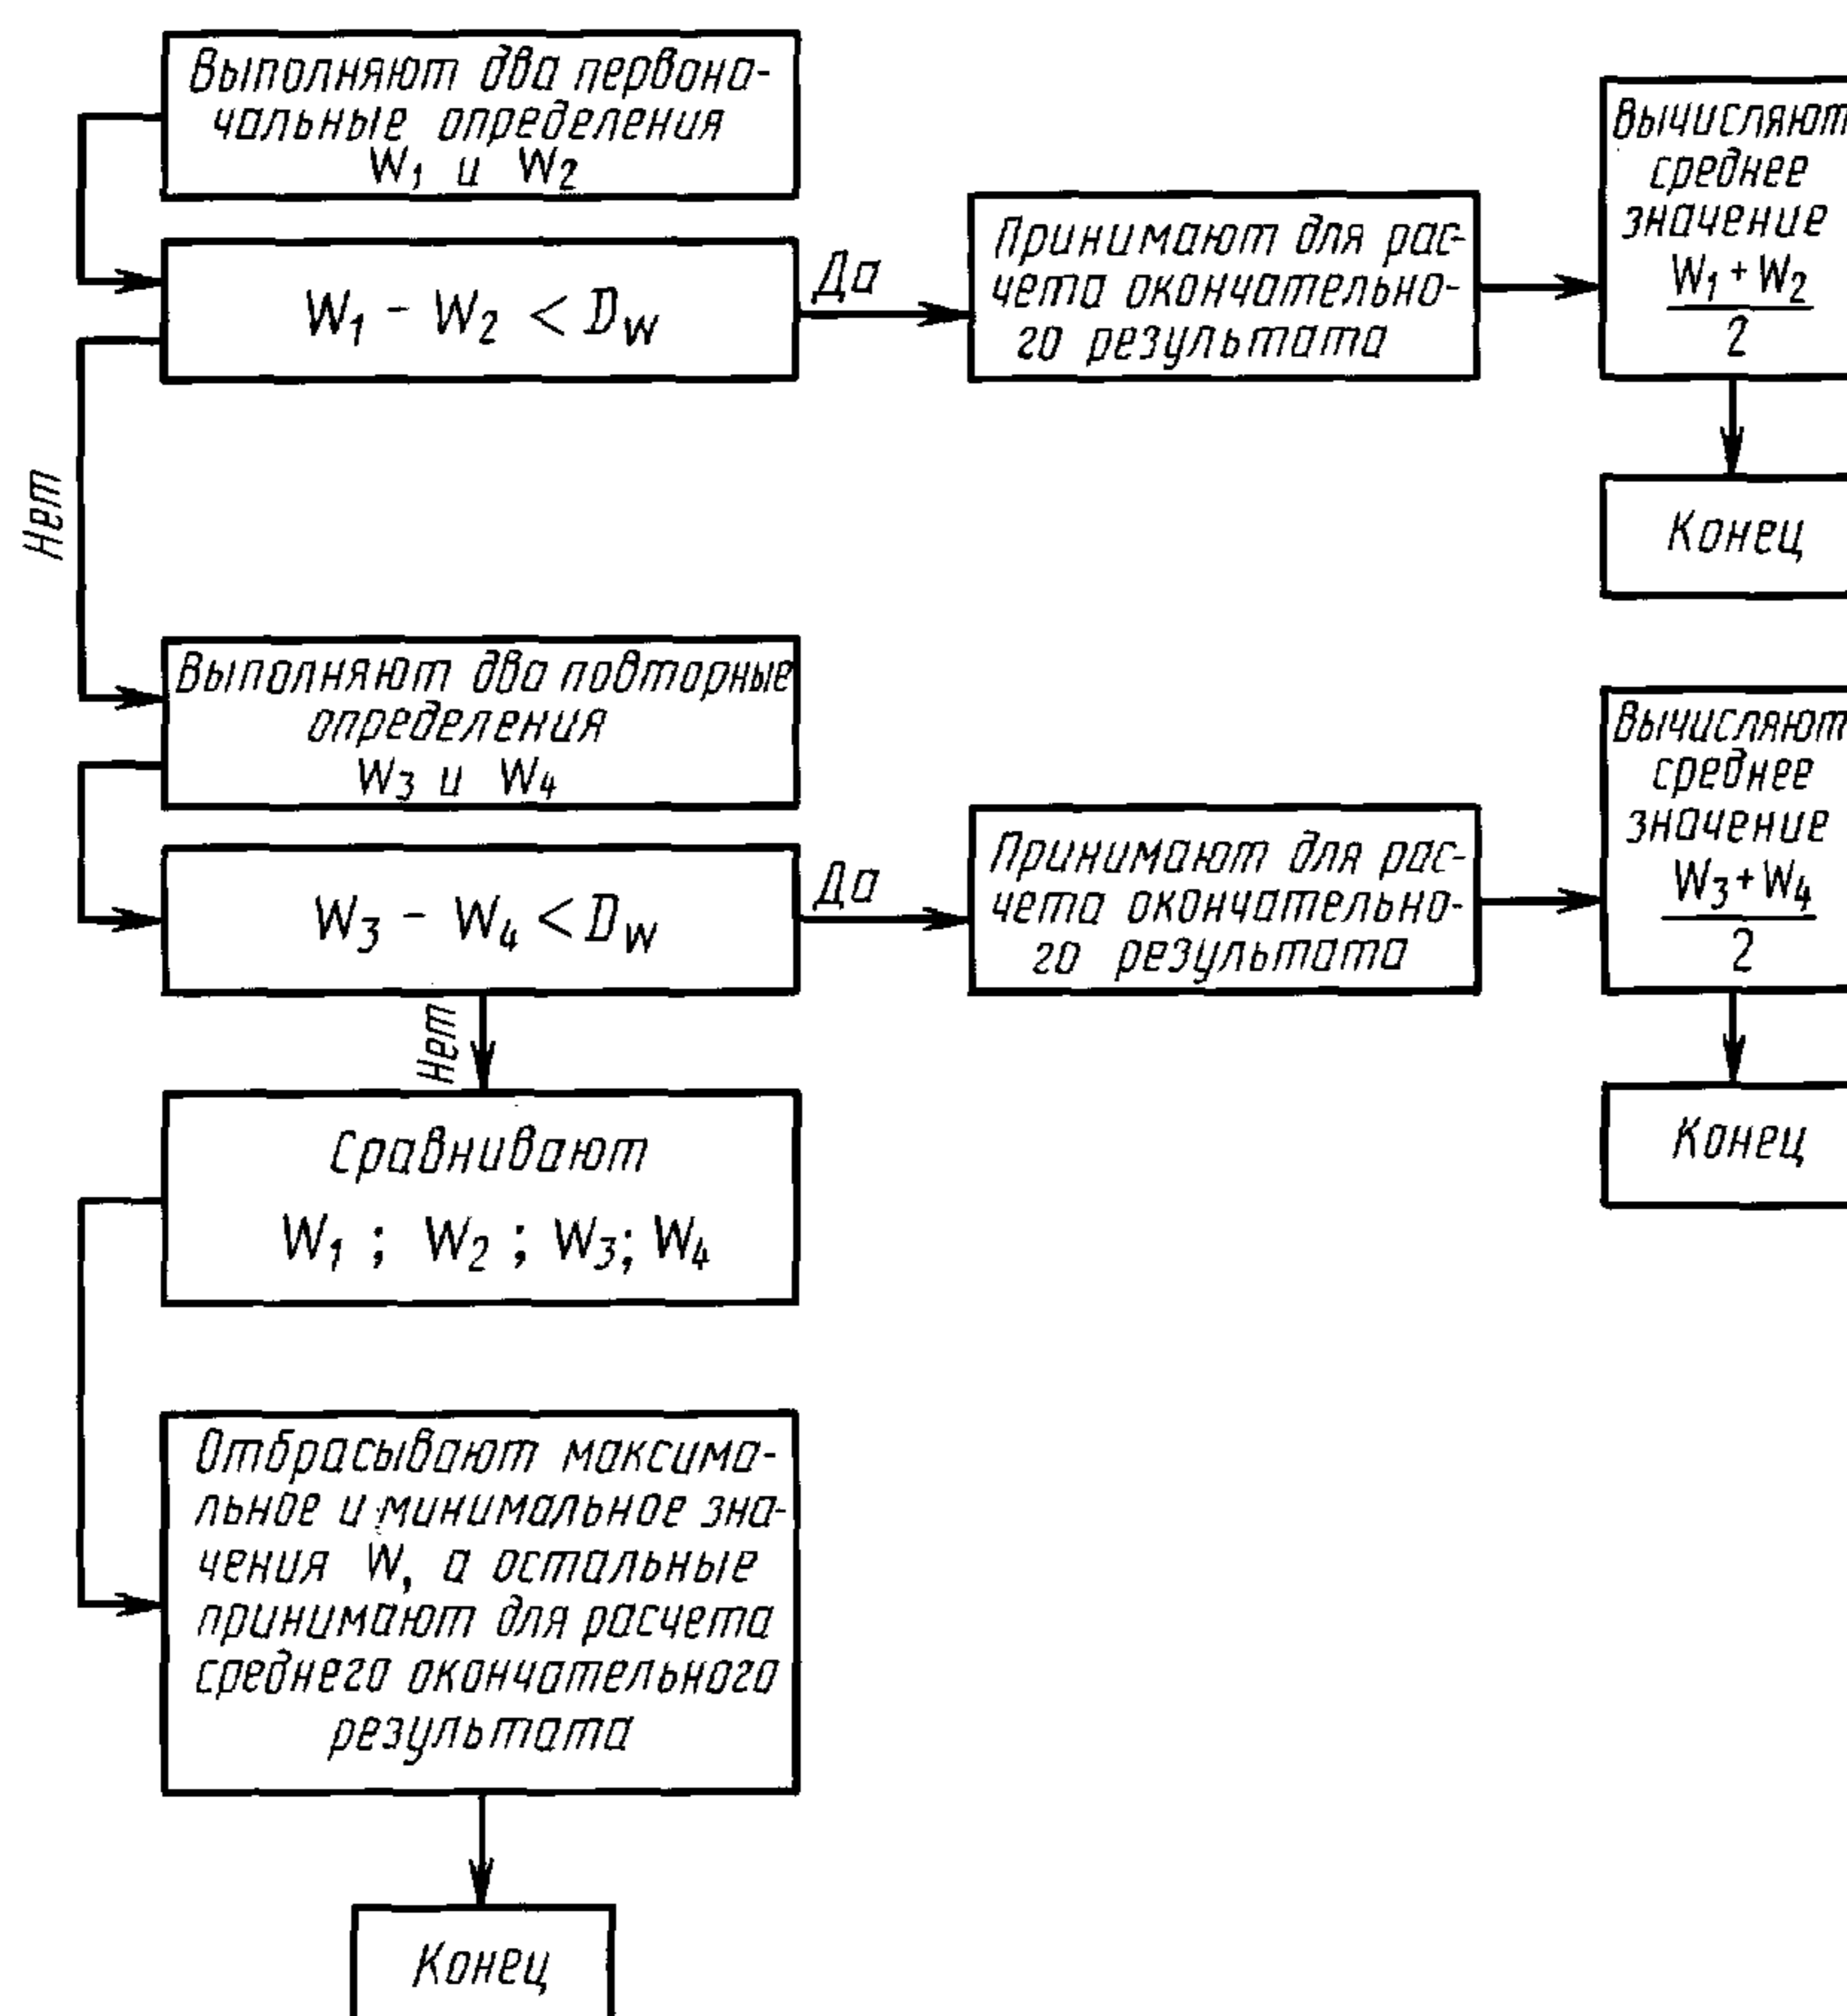 Выполняют два первона-
чальные определения
W₁ и W₂
W₁ - W₂ < D_W
Да
Принимают для рас-
чета окончательно-
го результата
Вычисляют
среднее
значение
W₁ + W₂
2
Конец
Нет
Выполняют два повторные
определения
W₃ и W₄
W₃ - W₄ < D_W
Да
Принимают для рас-
чета окончательно-
го результата
Вычисляют
среднее
значение
W₃ + W₄
2
Конец
Нет
Сравнивают
W₁ ; W₂ ; W₃; W₄
Отбрасывают максима-
льное и минимальное зна-
чения W, а остальные
принимают для расчета
среднего окончательного
результата
Конец